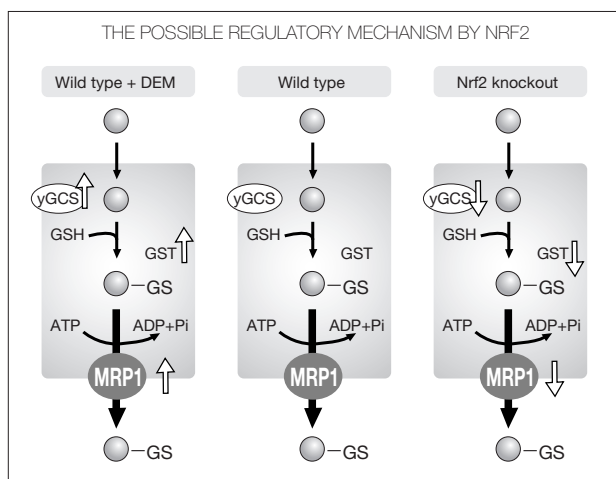 THE POSSIBLE REGULATORY MECHANISM BY NRF2
Wild type + DEM
Wild type
Nrf2 knockout
yGCS
GSH
GST
GS
ATP
ADP+Pi
MRP1
GS
yGCS
GSH
GST
GS
ATP
ADP+Pi
MRP1
GS
yGCS
GSH
GST
GS
ATP
ADP+Pi
MRP1
GS